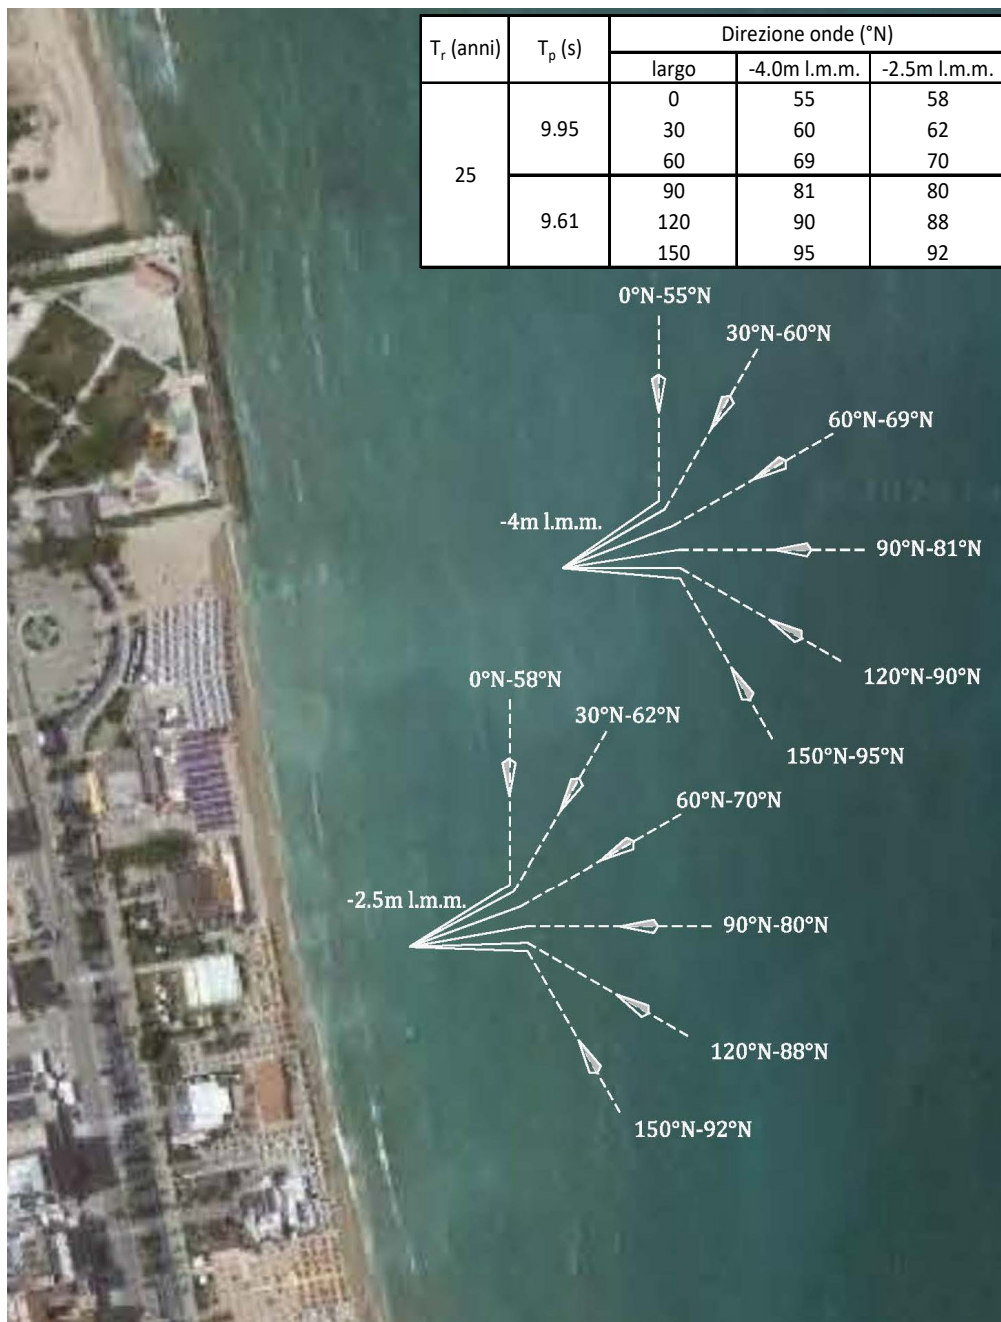 Tr (anni) Tp (s) Direzione onde (°N)
largo -4.0m l.m.m. -2.5m l.m.m.
25
9.95
0 55 58
30 60 62
60 69 70
9.61
90 81 80
120 90 88
150 95 92
0°N-55°N
30°N-60°N
60°N-69°N
-4m l.m.m.
90°N-81°N
120°N-90°N
150°N-95°N
0°N-58°N
30°N-62°N
60°N-70°N
-2.5m l.m.m.
90°N-80°N
120°N-88°N
150°N-92°N